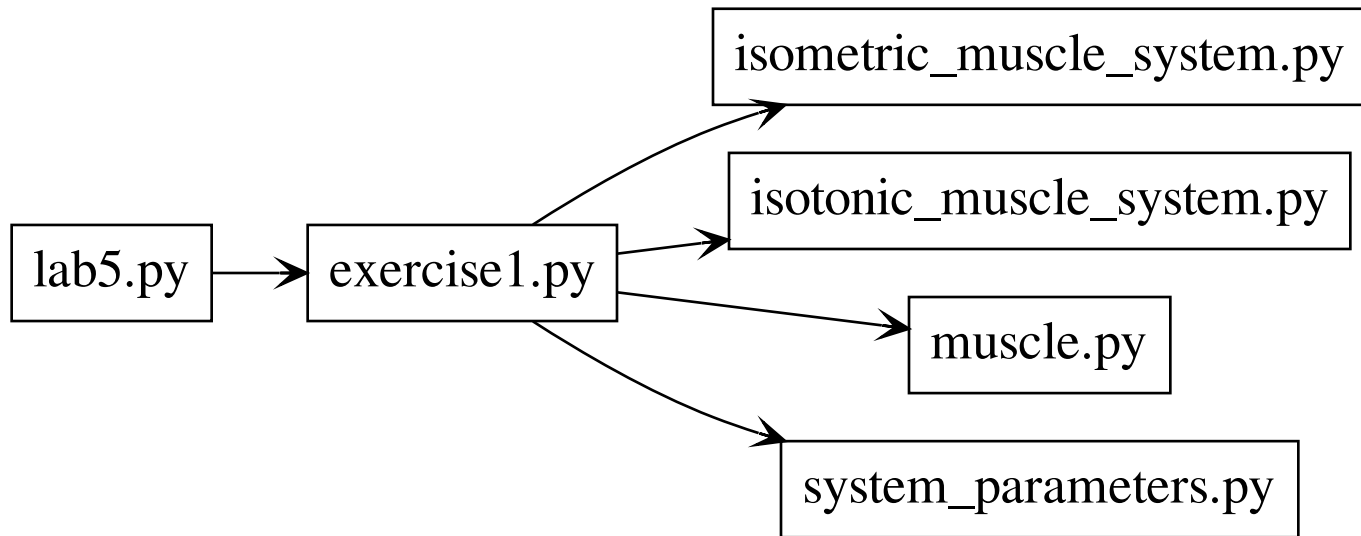 isometric_muscle_system.py
isotonic_muscle_system.py
lab5.py
exercise1.py
muscle.py
system_parameters.py